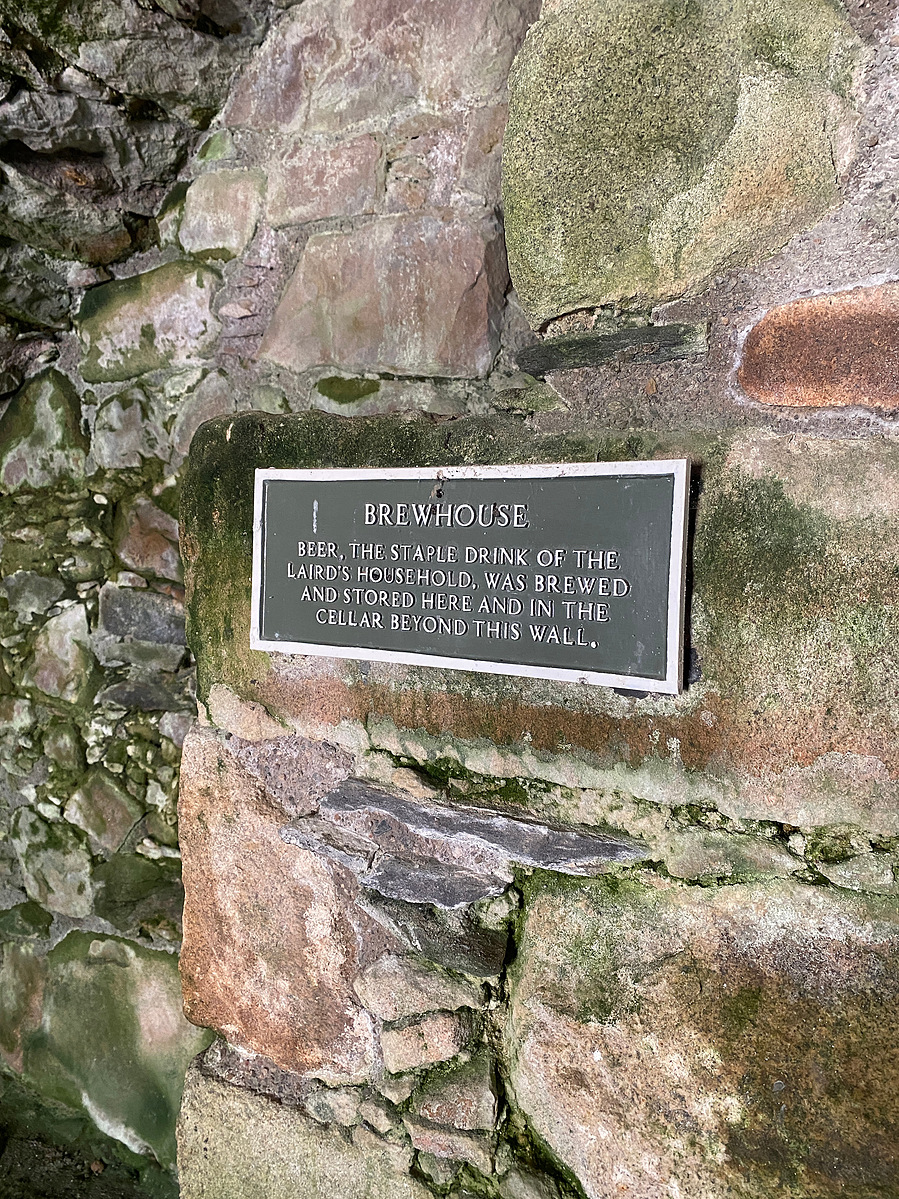 BREWHOUSE
BEER, THE STAPLE DRINK OF THE
LAIRD'S HOUSEHOLD, WAS BREWED
AND STORED HERE AND IN THE
CELLAR BEYOND THIS WALL.